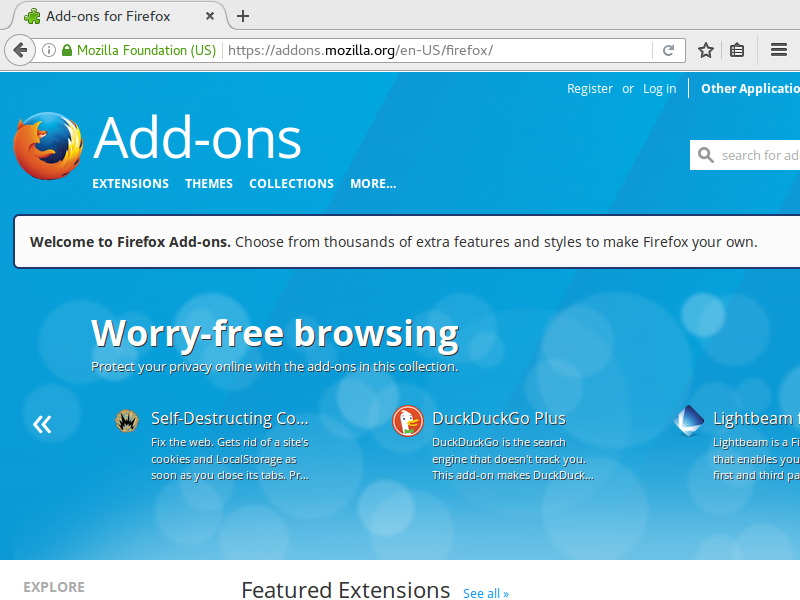 Add-ons for Firefox
Mozilla Foundation (US) https://addons.mozilla.org/en-US/firefox/
Register or Log in Other Applicatio
Add-ons
search for ad
EXTENSIONS THEMES COLLECTIONS MORE...
Welcome to Firefox Add-ons. Choose from thousands of extra features and styles to make Firefox your own.
Worry-free browsing
Protect your privacy online with the add-ons in this collection.
Self-Destructing Co...
Fix the web. Gets rid of a site's
cookies and LocalStorage as
soon as you close its tabs. Pr...
DuckDuckGo Plus
DuckDuckGo is the search
engine that doesn't track you.
This add-on makes DuckDuck...
Lightbeam f
Lightbeam is a Fi
that enables you
first and third pa
EXPLORE
Featured Extensions See all »